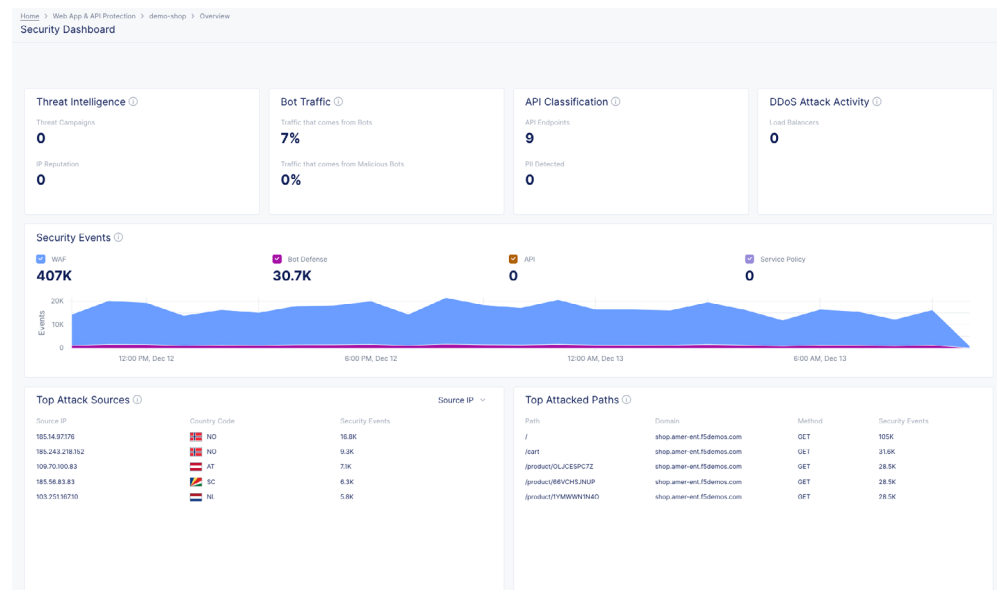 Home > Web App & API Protection > demo-shop > Overview
Security Dashboard
Threat Intelligence
Threat Campaigns
0
IP Reputation
0
Bot Traffic
Traffic that comes from Bots
7%
Traffic that comes from Malicious Bots
0%
API Classification
API Endpoints
9
PII Detected
0
DDoS Attack Activity
Load Balancers
0
Security Events
WAF
407K
Bot Defense
30.7K
API
0
Service Policy
0
Events
20K
10K
0
12:00 PM, Dec 12
6:00 PM, Dec 12
12:00 AM, Dec 13
6:00 AM, Dec 13
Top Attack Sources
Source IP
Source IP Country Code Security Events
185.14.97.176 NO 16.8K
185.243.218.152 NO 9.3K
109.70.100.83 AT 7.1K
185.56.83.83 SC 6.3K
103.251.167.10 NL 5.8K
Top Attacked Paths
Path Domain Method Security Events
/ shop.amer-ent.f5demos.com GET 105K
/cart shop.amer-ent.f5demos.com GET 31.6K
/product/OLJCESPC7Z shop.amer-ent.f5demos.com GET 28.5K
/product/66VCHSJNUP shop.amer-ent.f5demos.com GET 28.5K
/product/1YMWWN1N4O shop.amer-ent.f5demos.com GET 28.5K